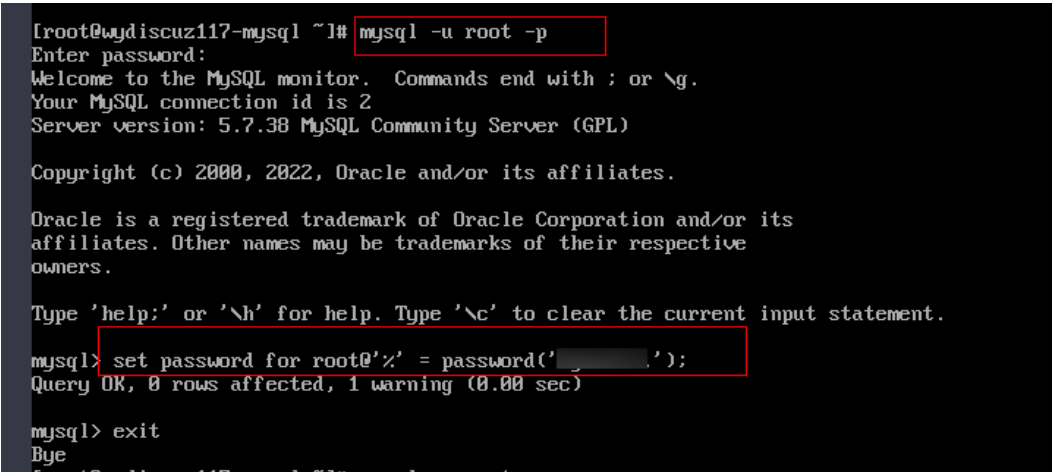 [root@wydiscuz117-mysql ~]# mysql -u root -p
Enter password:
Welcome to the MySQL monitor.  Commands end with ; or \g.
Your MySQL connection id is 2
Server version: 5.7.38 MySQL Community Server (GPL)
Copyright (c) 2000, 2022, Oracle and/or its affiliates.
Oracle is a registered trademark of Oracle Corporation and/or its
affiliates. Other names may be trademarks of their respective
owners.
Type 'help;' or '\h' for help. Type '\c' to clear the current input statement.
mysql> set password for root@'%' = password('');
Query OK, 0 rows affected, 1 warning (0.00 sec)
mysql> exit
Bye